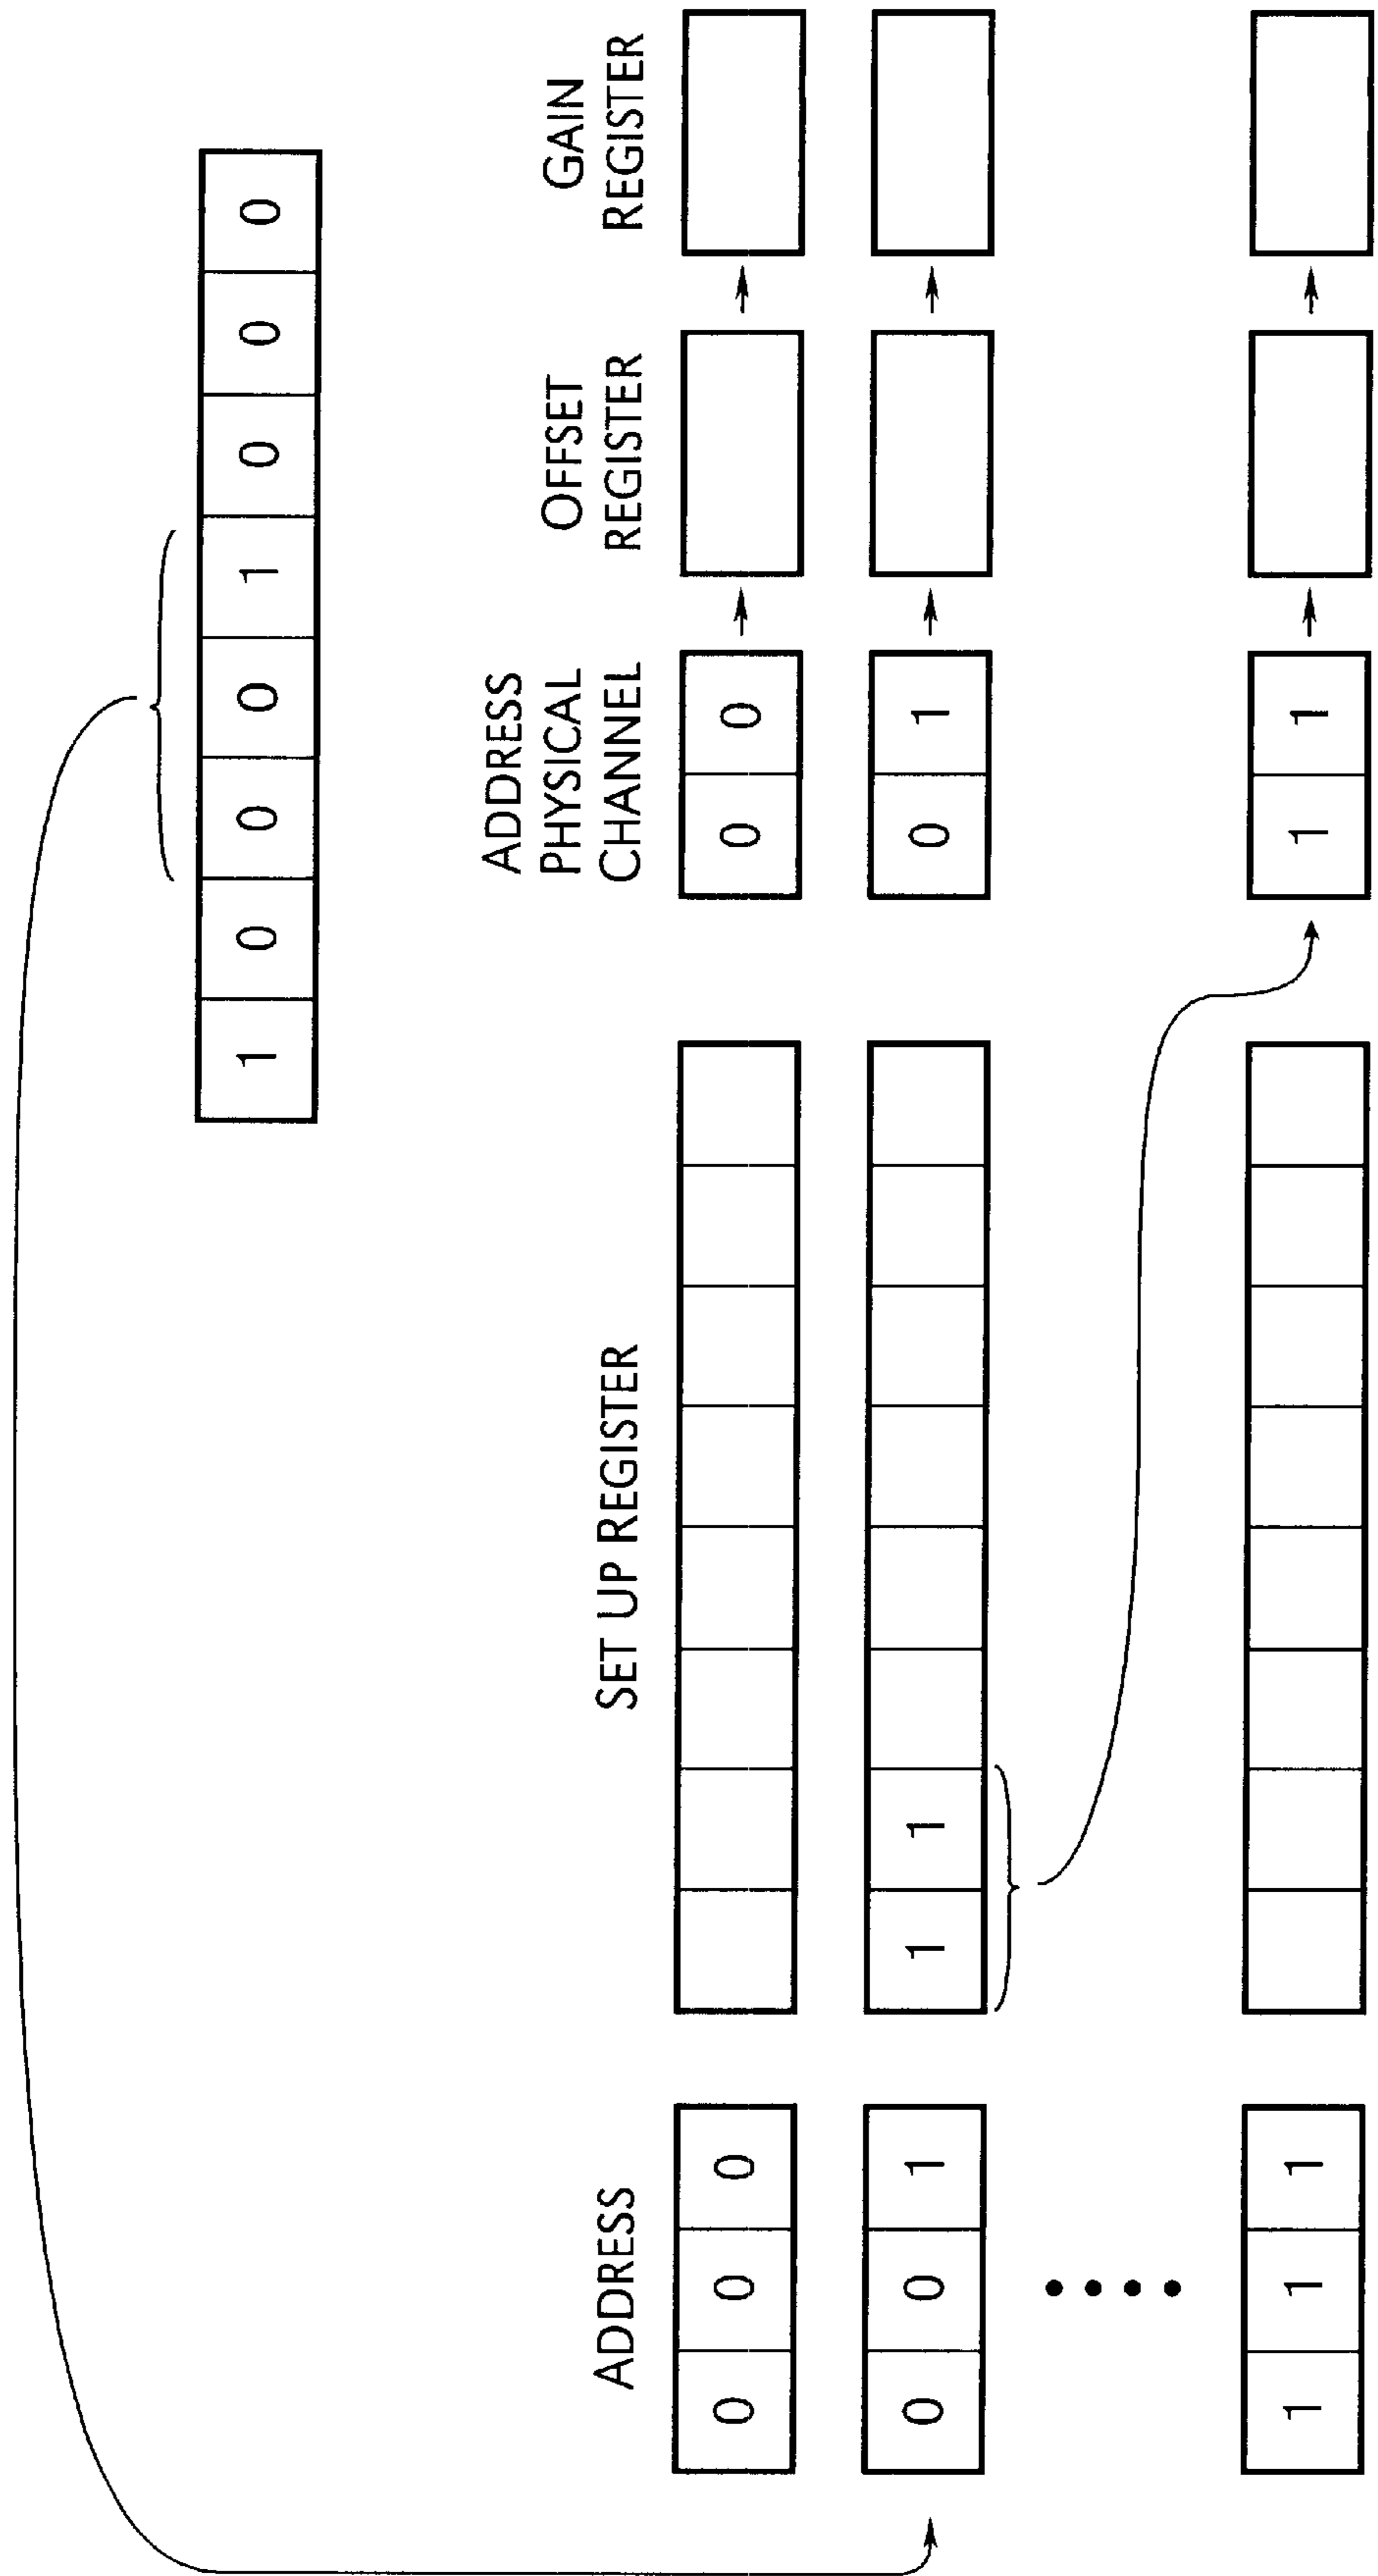 1 0 0 0 1 0 0 0
ADDRESS
SET UP REGISTER
ADDRESS
PHYSICAL
CHANNEL
OFFSET
REGISTER
GAIN
REGISTER
0 0 0
0 0
0 0 1
1 1
0 1
1 1 1
1 1